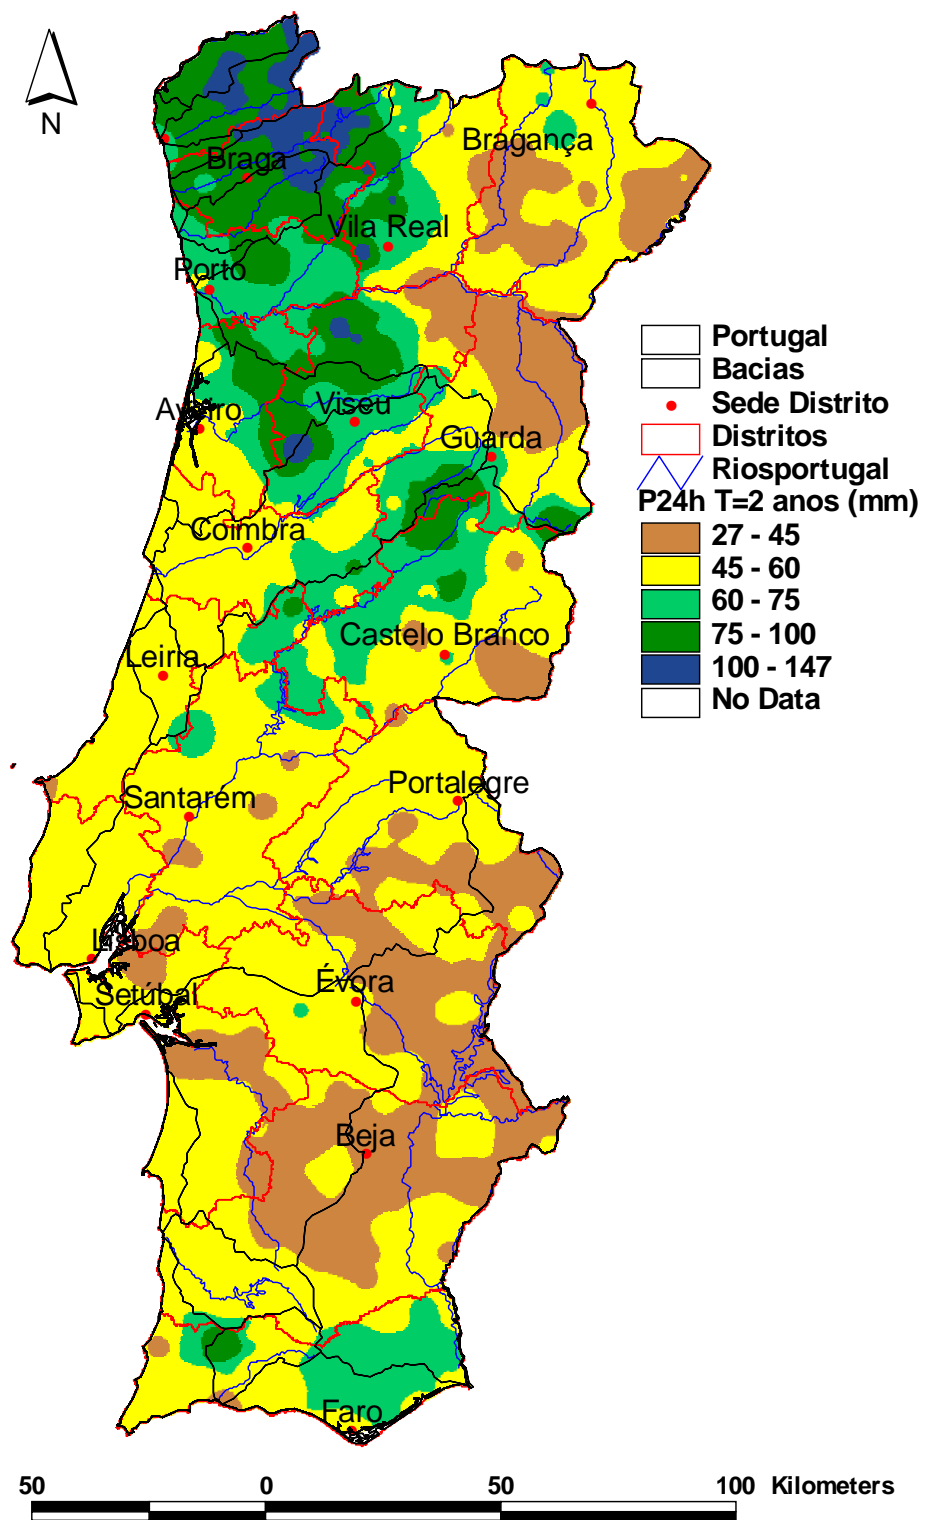 N
Bragança
Braga
Vila Real
Porto
Aveiro
Viseu
Guarda
Coimbra
Castelo Branco
Leiria
Portalegre
Santarém
Lisboa
Évora
Setúbal
Beja
Faro
Portugal
Bacias
Sede Distrito
Distritos
Riosportugal
P24h T=2 anos (mm)
27 - 45
45 - 60
60 - 75
75 - 100
100 - 147
No Data
50 0 50 100 Kilometers